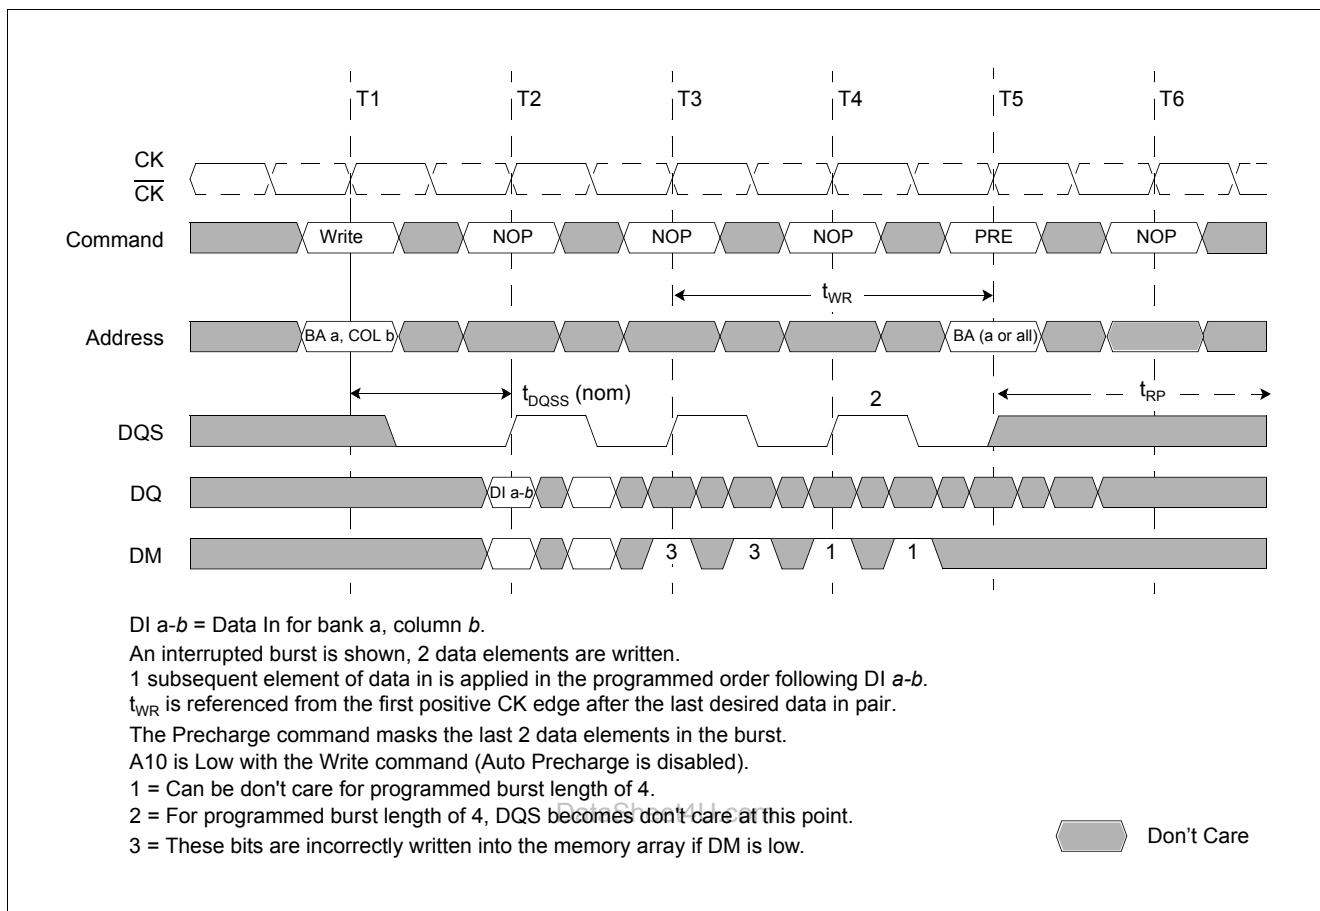 T1 T2 T3 T4 T5 T6
CK
CK
Command Write NOP NOP NOP PRE NOP
tWR
Address BA a, COL b BA (a or all)
tDQSS (nom) 2 tRP
DQS
DQ DI a-b
DM 3 3 1 1
DI a-b = Data In for bank a, column b.
An interrupted burst is shown, 2 data elements are written.
1 subsequent element of data in is applied in the programmed order following DI a-b.
tWR is referenced from the first positive CK edge after the last desired data in pair.
The Precharge command masks the last 2 data elements in the burst.
A10 is Low with the Write command (Auto Precharge is disabled).
1 = Can be don't care for programmed burst length of 4.
DataSheet4U.com
2 = For programmed burst length of 4, DQS becomes don't care at this point.
3 = These bits are incorrectly written into the memory array if DM is low.
Don't Care